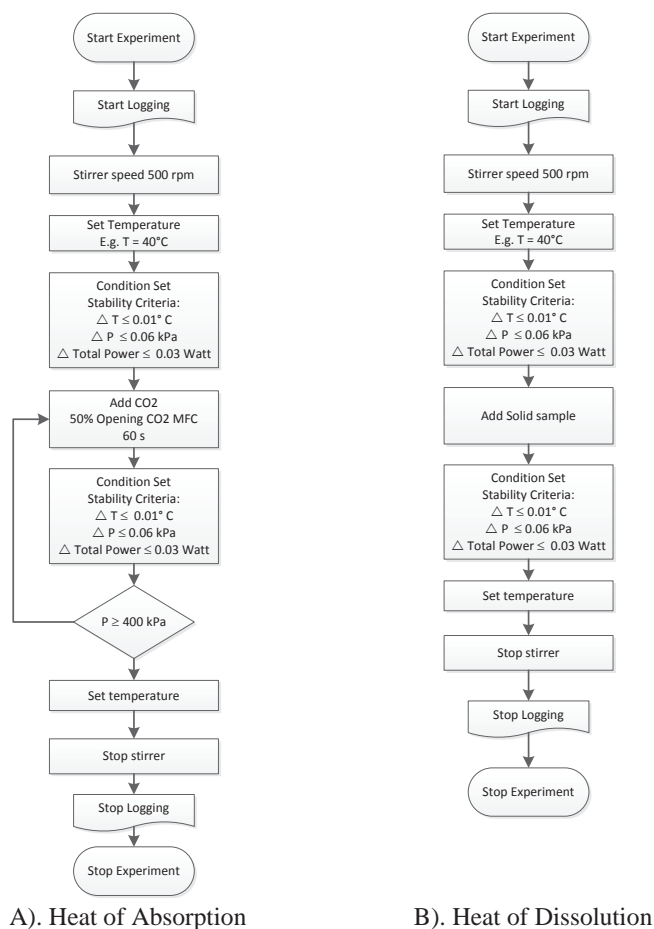 Start Experiment
Start Logging
Stirrer speed 500 rpm
Set Temperature
E.g. T = 40°C
Condition Set
Stability Criteria:
△ T ≤ 0.01° C
△ P ≤ 0.06 kPa
△ Total Power ≤ 0.03 Watt
Add CO2
50% Opening CO2 MFC
60 s
Condition Set
Stability Criteria:
△ T ≤ 0.01° C
△ P ≤ 0.06 kPa
△ Total Power ≤ 0.03 Watt
P ≥ 400 kPa
Set temperature
Stop stirrer
Stop Logging
Stop Experiment
A). Heat of Absorption
Start Experiment
Start Logging
Stirrer speed 500 rpm
Set Temperature
E.g. T = 40°C
Condition Set
Stability Criteria:
△ T ≤ 0.01° C
△ P ≤ 0.06 kPa
△ Total Power ≤ 0.03 Watt
Add Solid sample
Condition Set
Stability Criteria:
△ T ≤ 0.01° C
△ P ≤ 0.06 kPa
△ Total Power ≤ 0.03 Watt
Set temperature
Stop stirrer
Stop Logging
Stop Experiment
B). Heat of Dissolution